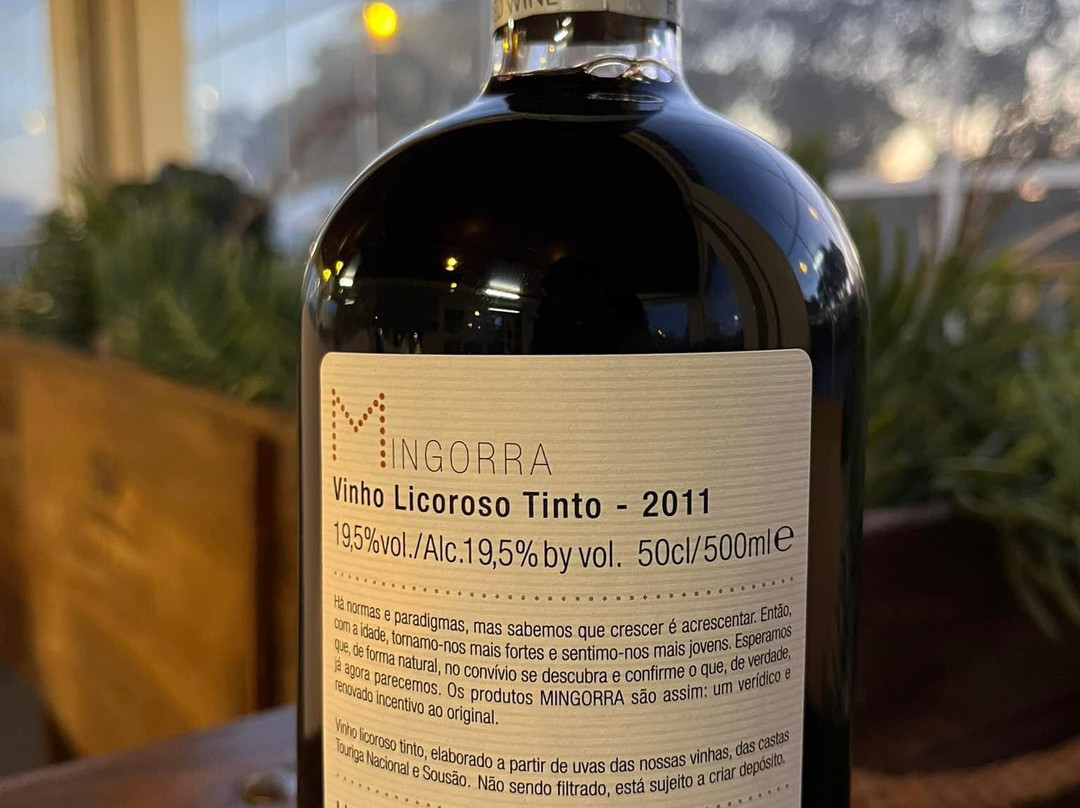 WINE
MINGORRA
Vinho Licoroso Tinto - 2011
19,5%vol./Alc.19,5% by vol. 50cl/500ml e
Há normas e paradigmas, mas sabemos que crescer é acrescentar. Então,
com a idade, tornamo-nos mais fortes e sentimo-nos mais jovens. Esperamos
que, de forma natural, no convívio se descubra e confirme o que, de verdade,
já agora parecemos. Os produtos MINGORRA são assim: um verídico e
renovado incentivo ao original.
Vinho licoroso tinto, elaborado a partir de uvas das nossas vinhas, das castas
Touriga Nacional e Sousão. Não sendo filtrado, está sujeito a criar depósito.